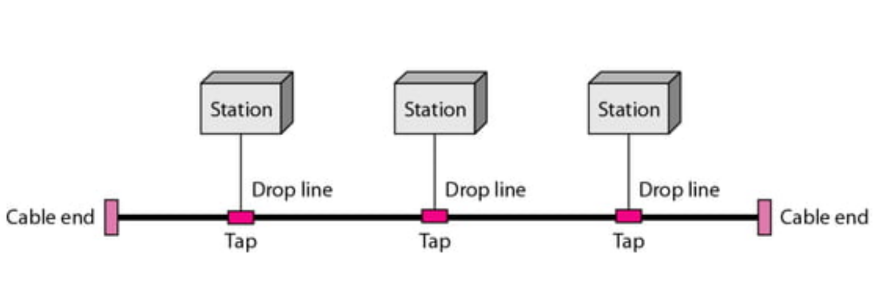 Station
Station
Station
Drop line
Drop line
Drop line
Cable end
Cable end
Tap
Tap
Tap